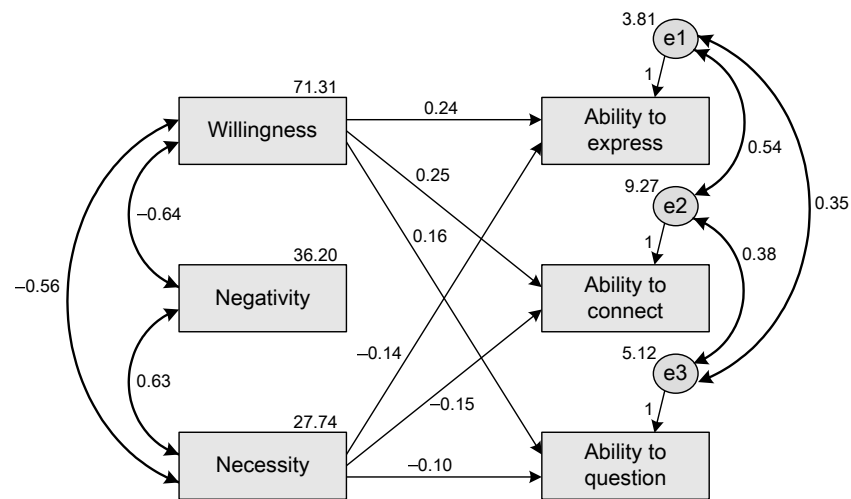 3.81
e1
1
71.31
Willingness
0.24
Ability to
express
0.54
0.25
9.27
e2
–0.64
0.16
1
0.35
36.20
0.38
–0.56
Negativity
Ability to
connect
–0.14
5.12
e3
0.63
–0.15
1
27.74
Necessity
–0.10
Ability to
question